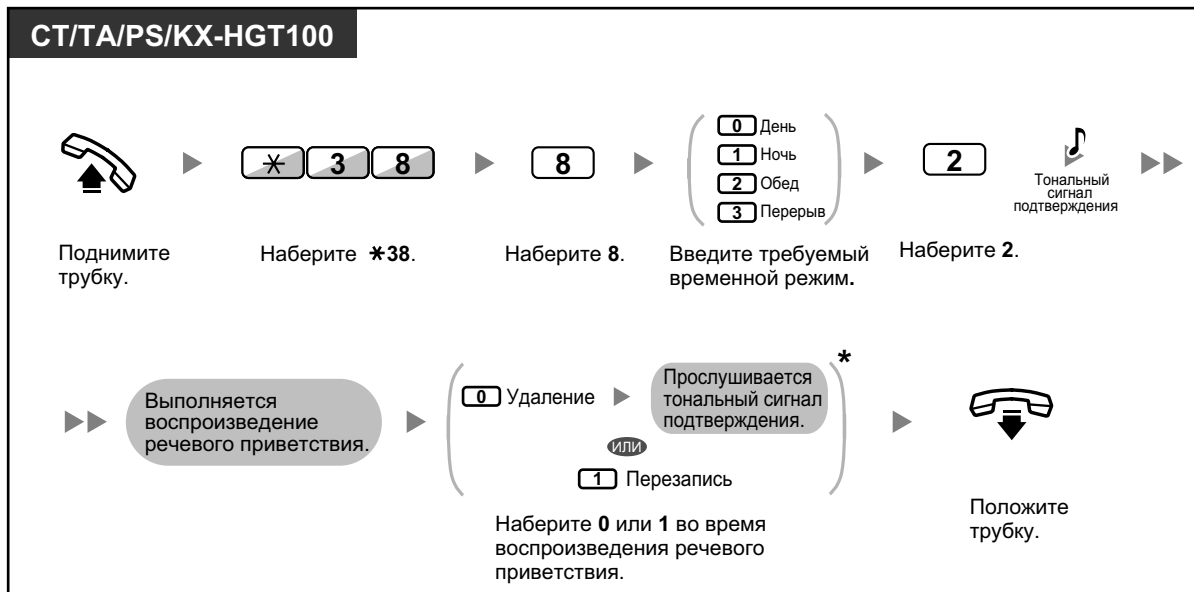 CT/TA/PS/KX-HGT100
✳ 3 8
8
0 День
1 Ночь
2 Обед
3 Перерыв
2
Тональный
сигнал
подтверждения
Поднимите
трубку.
Наберите ✳38.
Наберите 8.
Введите требуемый
временной режим.
Наберите 2.
Выполняется
воспроизведение
речевого приветствия.
0 Удаление
Прослушивается
тональный сигнал
подтверждения.
*
ИЛИ
1 Перезапись
Наберите 0 или 1 во время
воспроизведения речевого
приветствия.
Положите
трубку.